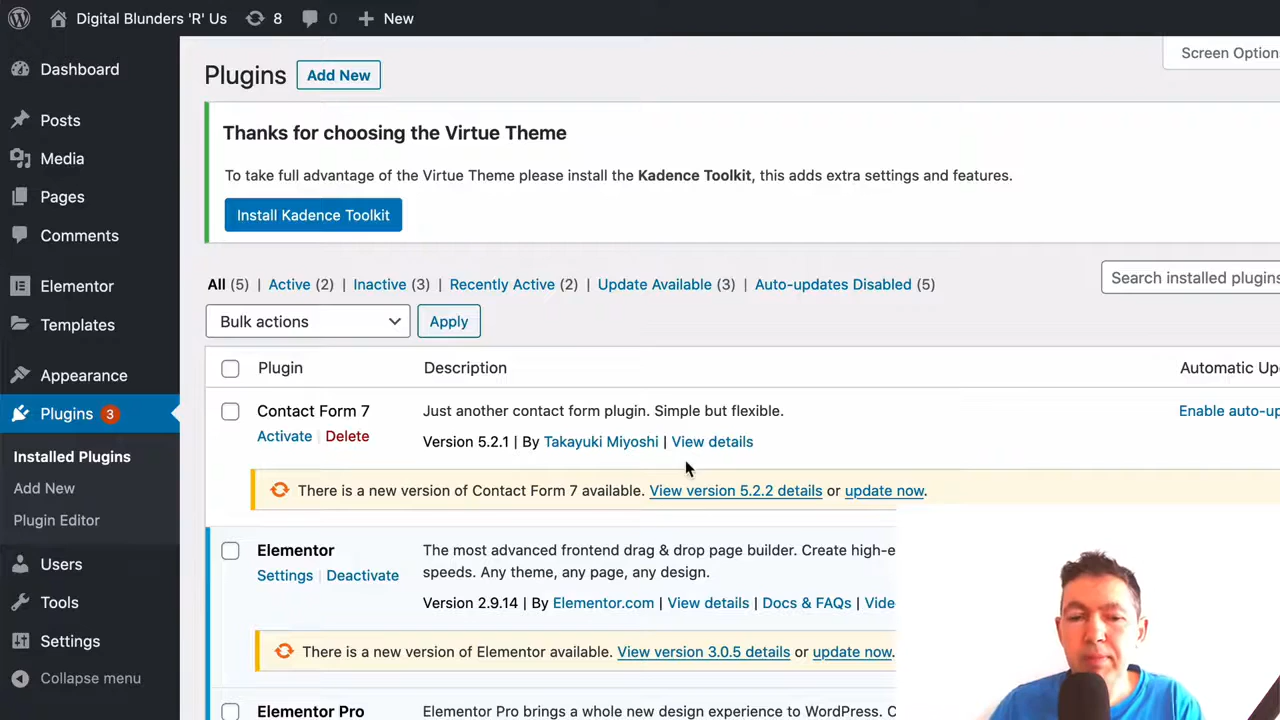 Digital Blunders 'R' Us 8 0 New
Screen Option
Dashboard
Posts
Media
Pages
Comments
Elementor
Templates
Appearance
Plugins 3
Installed Plugins
Add New
Plugin Editor
Users
Tools
Settings
Collapse menu
Plugins Add New
Thanks for choosing the Virtue Theme
To take full advantage of the Virtue Theme please install the Kadence Toolkit, this adds extra settings and features.
Install Kadence Toolkit
All (5) | Active (2) | Inactive (3) | Recently Active (2) | Update Available (3) | Auto-updates Disabled (5)
Search installed plugins
Bulk actions Apply
Plugin Description Automatic Up
Contact Form 7 Just another contact form plugin. Simple but flexible. Enable auto-up
Activate | Delete Version 5.2.1 | By Takayuki Miyoshi | View details
There is a new version of Contact Form 7 available. View version 5.2.2 details or update now.
Elementor The most advanced frontend drag & drop page builder. Create high-e
Settings | Deactivate speeds. Any theme, any page, any design.
Version 2.9.14 | By Elementor.com | View details | Docs & FAQs | Vide
There is a new version of Elementor available. View version 3.0.5 details or update now.
Elementor Pro Elementor Pro brings a whole new design experience to WordPress. C